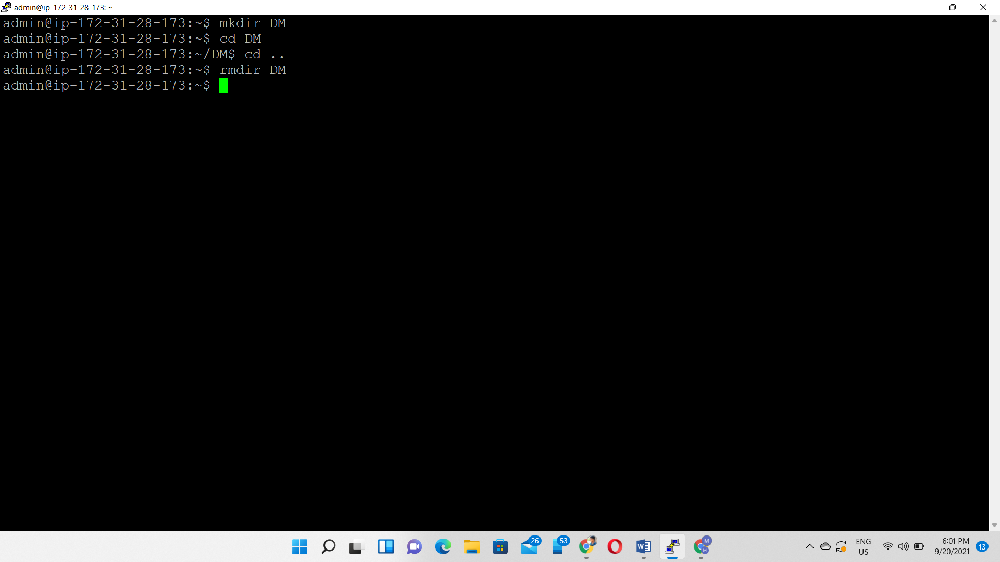 admin@ip-172-31-28-173: ~
admin@ip-172-31-28-173:~$ mkdir DM
admin@ip-172-31-28-173:~$ cd DM
admin@ip-172-31-28-173:~/DM$ cd ..
admin@ip-172-31-28-173:~$ rmdir DM
admin@ip-172-31-28-173:~$
26
53
W
M
M
ENG
US
6:01 PM
9/20/2021
13